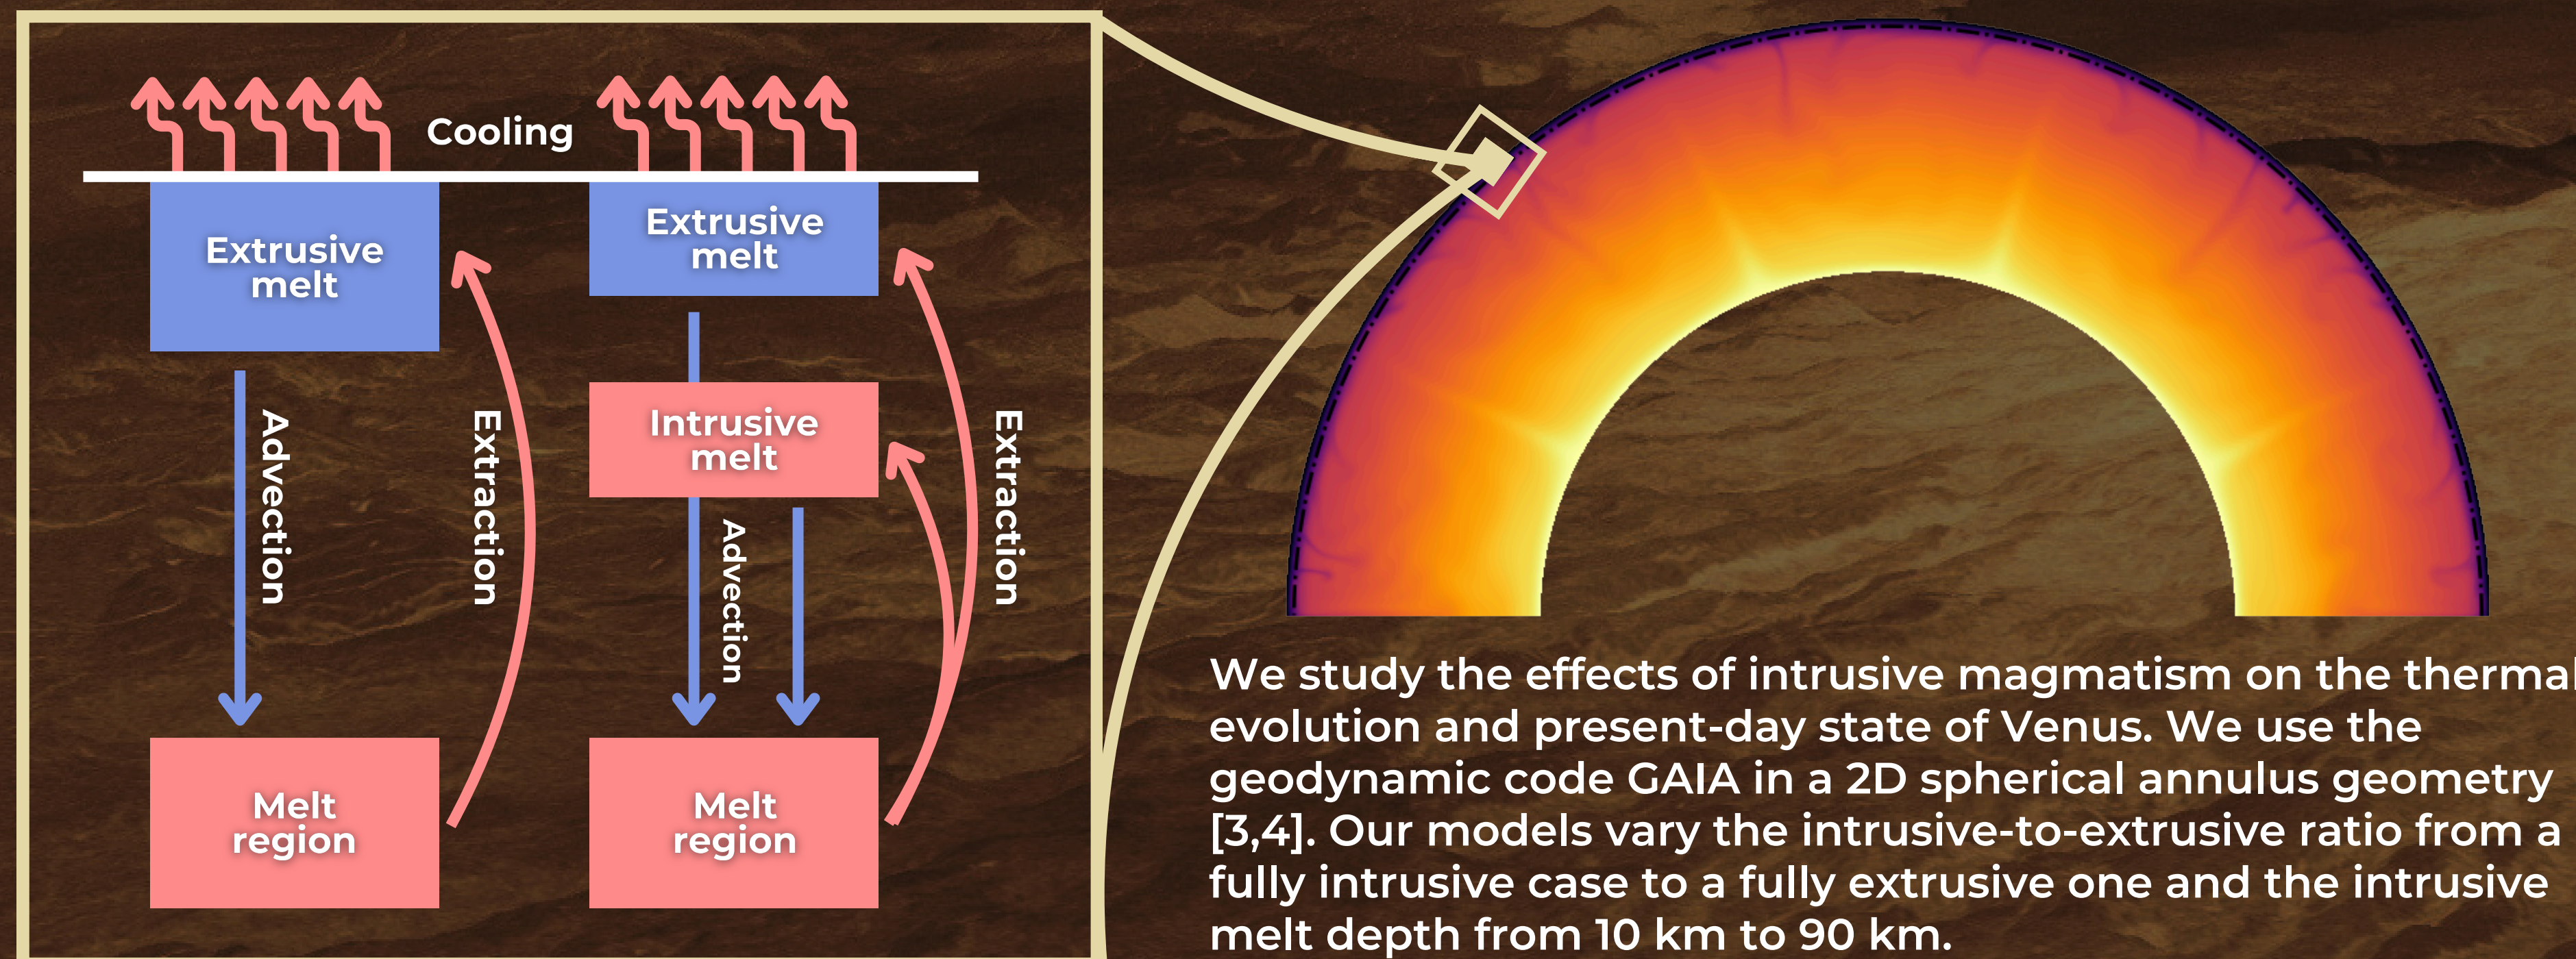 Cooling
Extrusive
melt
Advection
Extraction
Melt
region
Extrusive
melt
Intrusive
melt
Advection
Extraction
Melt
region
We study the effects of intrusive magmatism on the thermal
evolution and present-day state of Venus. We use the
geodynamic code GAIA in a 2D spherical annulus geometry
[3,4]. Our models vary the intrusive-to-extrusive ratio from a
fully intrusive case to a fully extrusive one and the intrusive
melt depth from 10 km to 90 km.